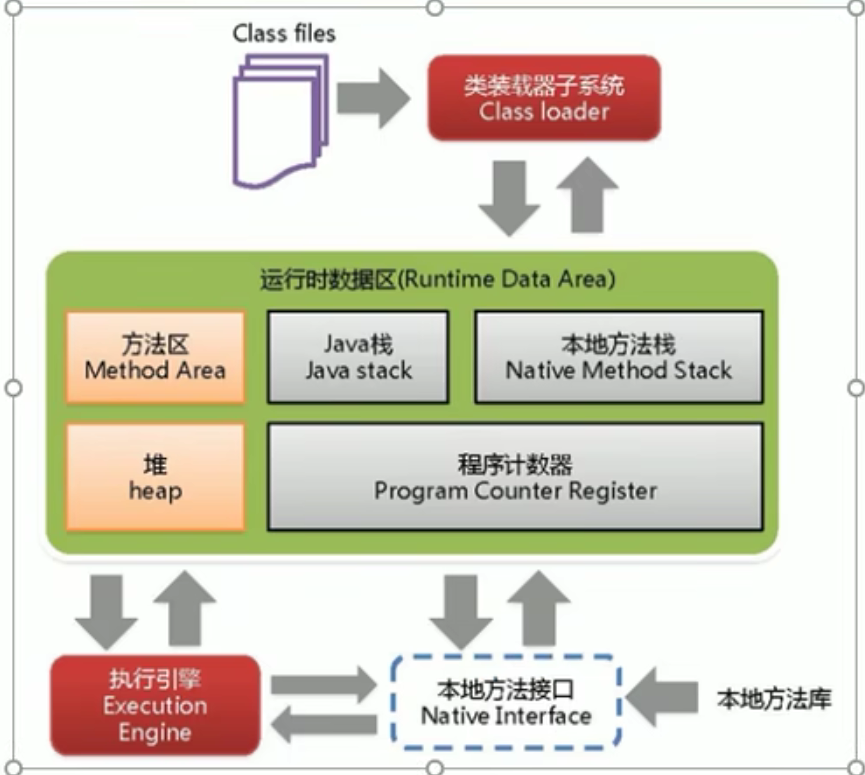 Class files
类装载器子系统
Class loader
运行时数据区(Runtime Data Area)
方法区
Method Area
Java栈
Java stack
本地方法栈
Native Method Stack
堆
heap
程序计数器
Program Counter Register
执行引擎
Execution
Engine
本地方法接口
Native Interface
本地方法库